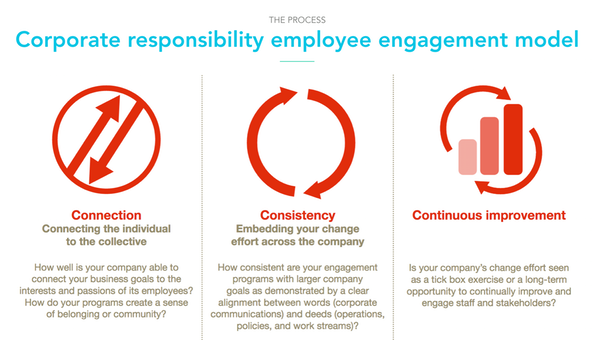 THE PROCESS
Corporate responsibility employee engagement model
Connection
Connecting the individual
to the collective
How well is your company able to
connect your business goals to the
interests and passions of its employees?
How do your programs create a sense
of belonging or community?
Consistency
Embedding your change
effort across the company
How consistent are your engagement
programs with larger company
goals as demonstrated by a clear
alignment between words (corporate
communications) and deeds (operations,
policies, and work streams)?
Continuous improvement
Is your company's change effort seen
as a tick box exercise or a long-term
opportunity to continually improve and
engage staff and stakeholders?